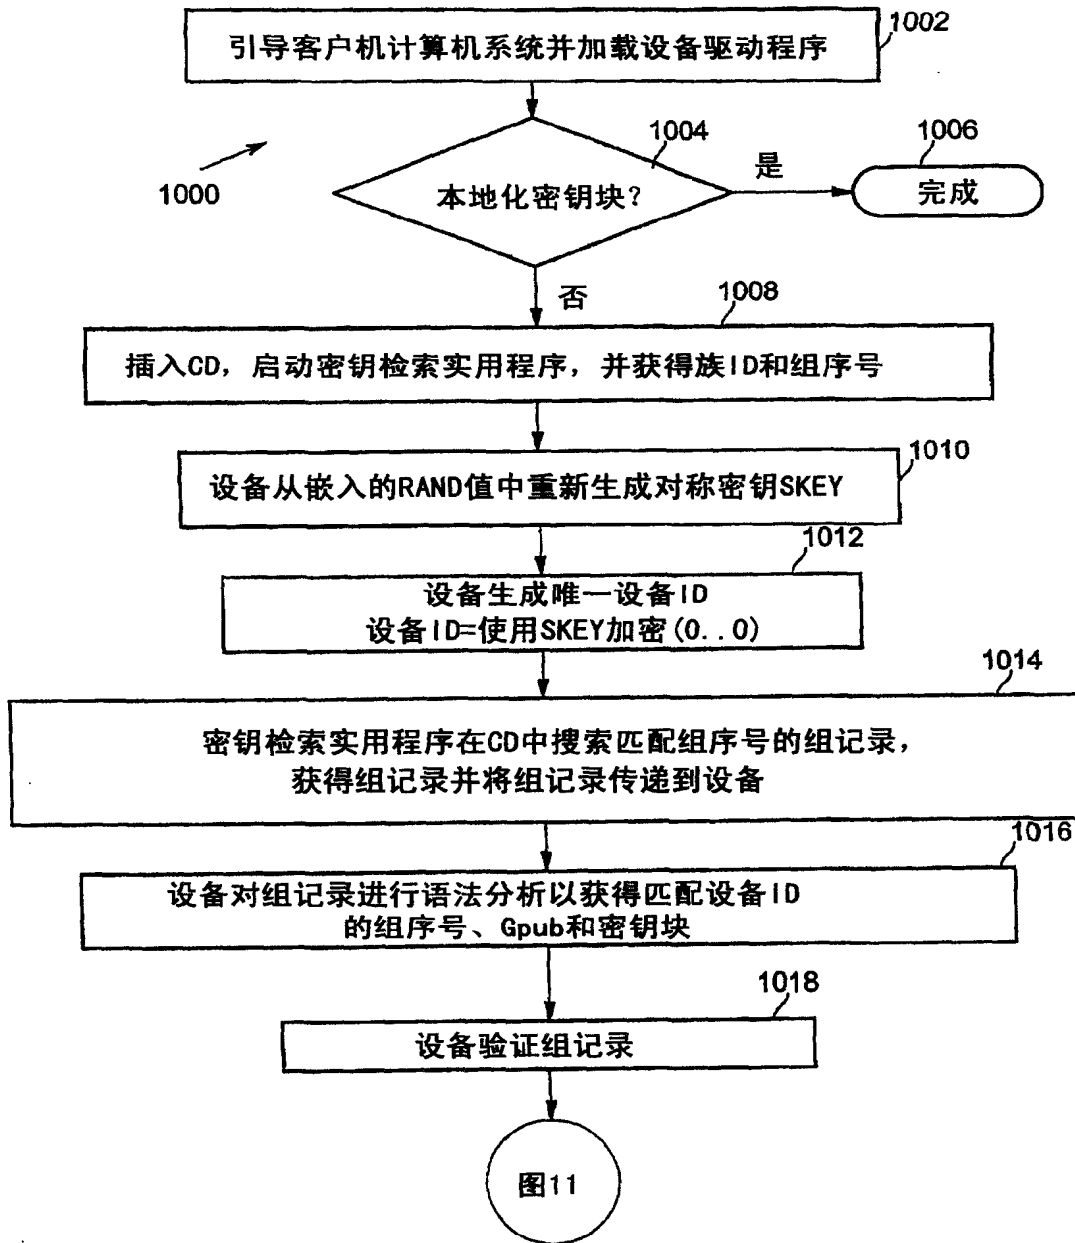 1002
引导客户机计算机系统并加载设备驱动程序
1004
1006
1000
本地化密钥块?
是
完成
否
1008
插入CD, 启动密钥检索实用程序, 并获得族ID和组序号
1010
设备从嵌入的RAND值中重新生成对称密钥SKEY
1012
设备生成唯一设备ID
设备ID=使用SKEY加密(0..0)
1014
密钥检索实用程序在CD中搜索匹配组序号的组记录,
获得组记录并将组记录传递到设备
1016
设备对组记录进行语法分析以获得匹配设备ID
的组序号、Gpub和密钥块
1018
设备验证组记录
图11